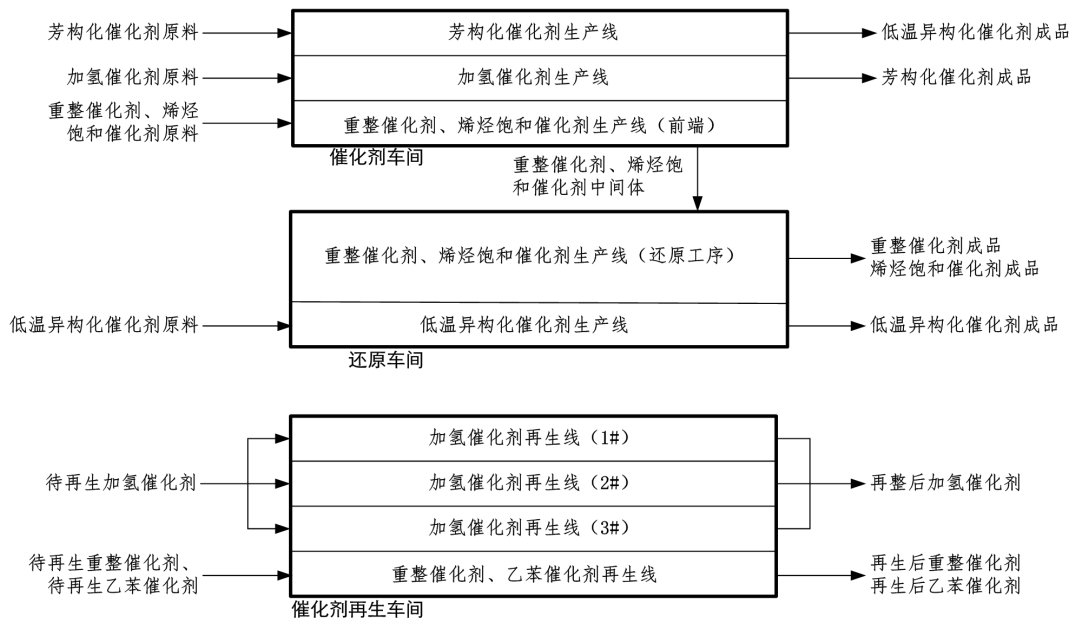 芳构化催化剂原料
芳构化催化剂生产线
低温异构化催化剂成品
加氢催化剂原料
加氢催化剂生产线
芳构化催化剂成品
重整催化剂、烯烃
饱和催化剂原料
重整催化剂、烯烃饱和催化剂生产线（前端）
催化剂车间
重整催化剂、烯烃饱
和催化剂中间体
重整催化剂、烯烃饱和催化剂生产线（还原工序）
重整催化剂成品
烯烃饱和催化剂成品
低温异构化催化剂原料
低温异构化催化剂生产线
低温异构化催化剂成品
还原车间
加氢催化剂再生线（1#）
待再生加氢催化剂
加氢催化剂再生线（2#）
再整后加氢催化剂
加氢催化剂再生线（3#）
待再生重整催化剂、
待再生乙苯催化剂
重整催化剂、乙苯催化剂再生线
再生后重整催化剂
再生后乙苯催化剂
催化剂再生车间